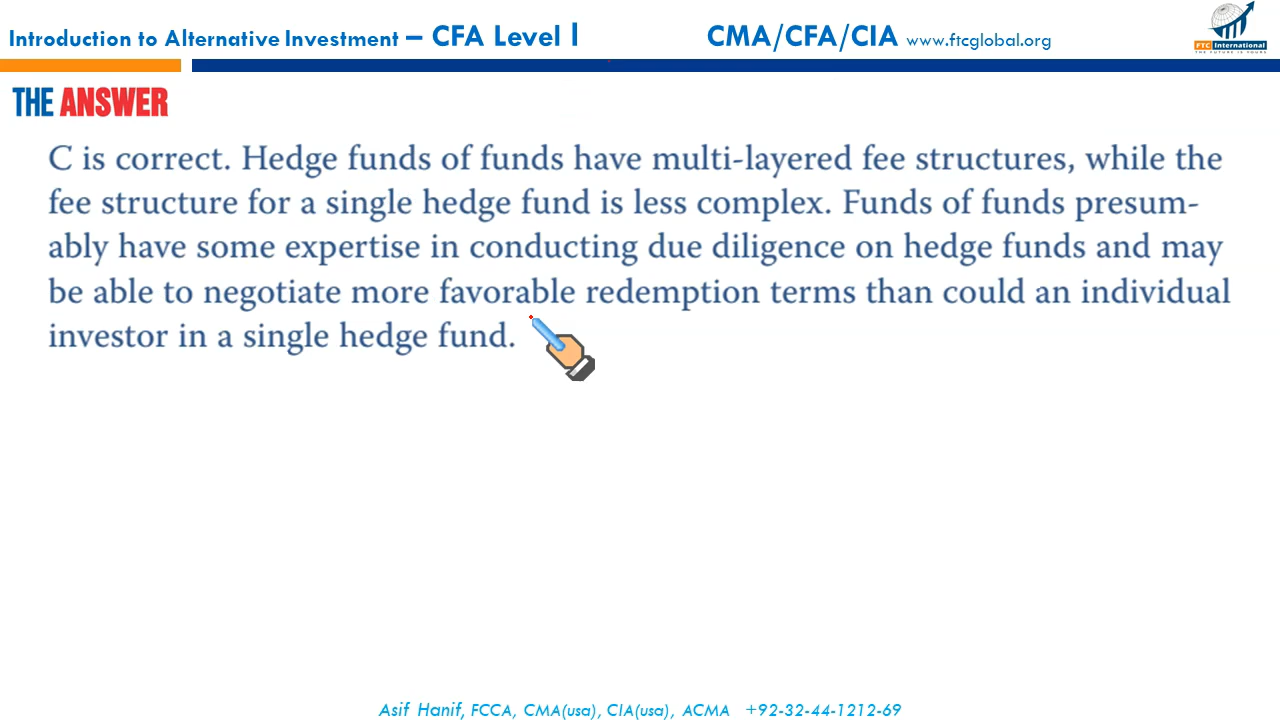 Introduction to Alternative Investment – CFA Level I CMA/CFA/CIA www.ftcglobal.org
FTC International
THE FUTURE IS YOURS
THE ANSWER
C is correct. Hedge funds of funds have multi-layered fee structures, while the
fee structure for a single hedge fund is less complex. Funds of funds presum-
ably have some expertise in conducting due diligence on hedge funds and may
be able to negotiate more favorable redemption terms than could an individual
investor in a single hedge fund.
Asif Hanif, FCCA, CMA(usa), CIA(usa), ACMA +92-32-44-1212-69